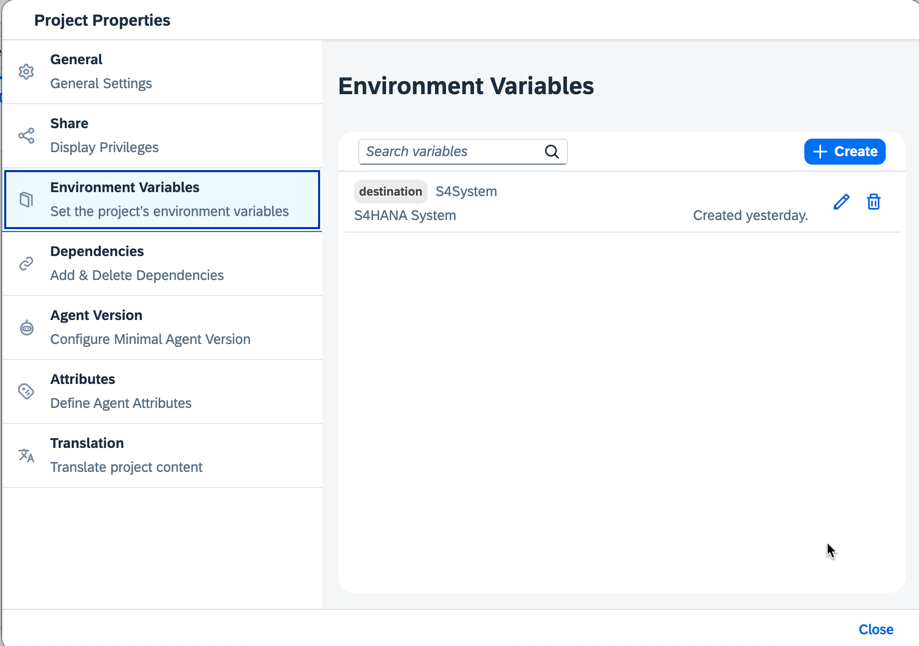 Project Properties
General
General Settings
Share
Display Privileges
Environment Variables
Set the project's environment variables
Dependencies
Add & Delete Dependencies
Agent Version
Configure Minimal Agent Version
Attributes
Define Agent Attributes
Translation
Translate project content
Environment Variables
Search variables
Create
destination S4System
S4HANA System Created yesterday.
Close